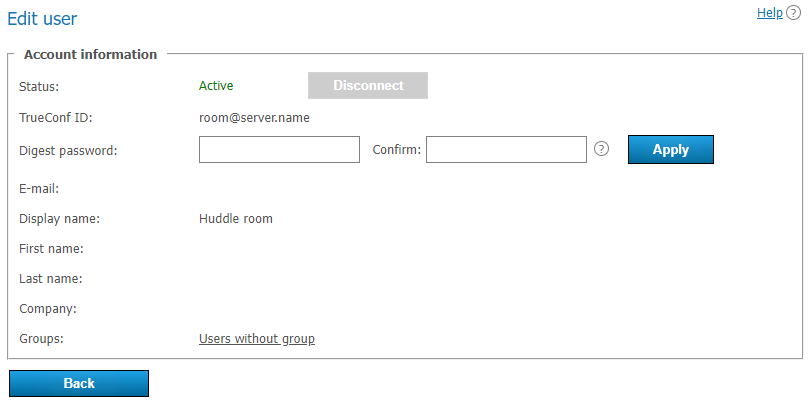 Edit user
Help ?
Account information
Status: Active Disconnect
TrueConf ID: room@server.name
Digest password: Confirm: ? Apply
E-mail:
Display name: Huddle room
First name:
Last name:
Company:
Groups: Users without group
Back